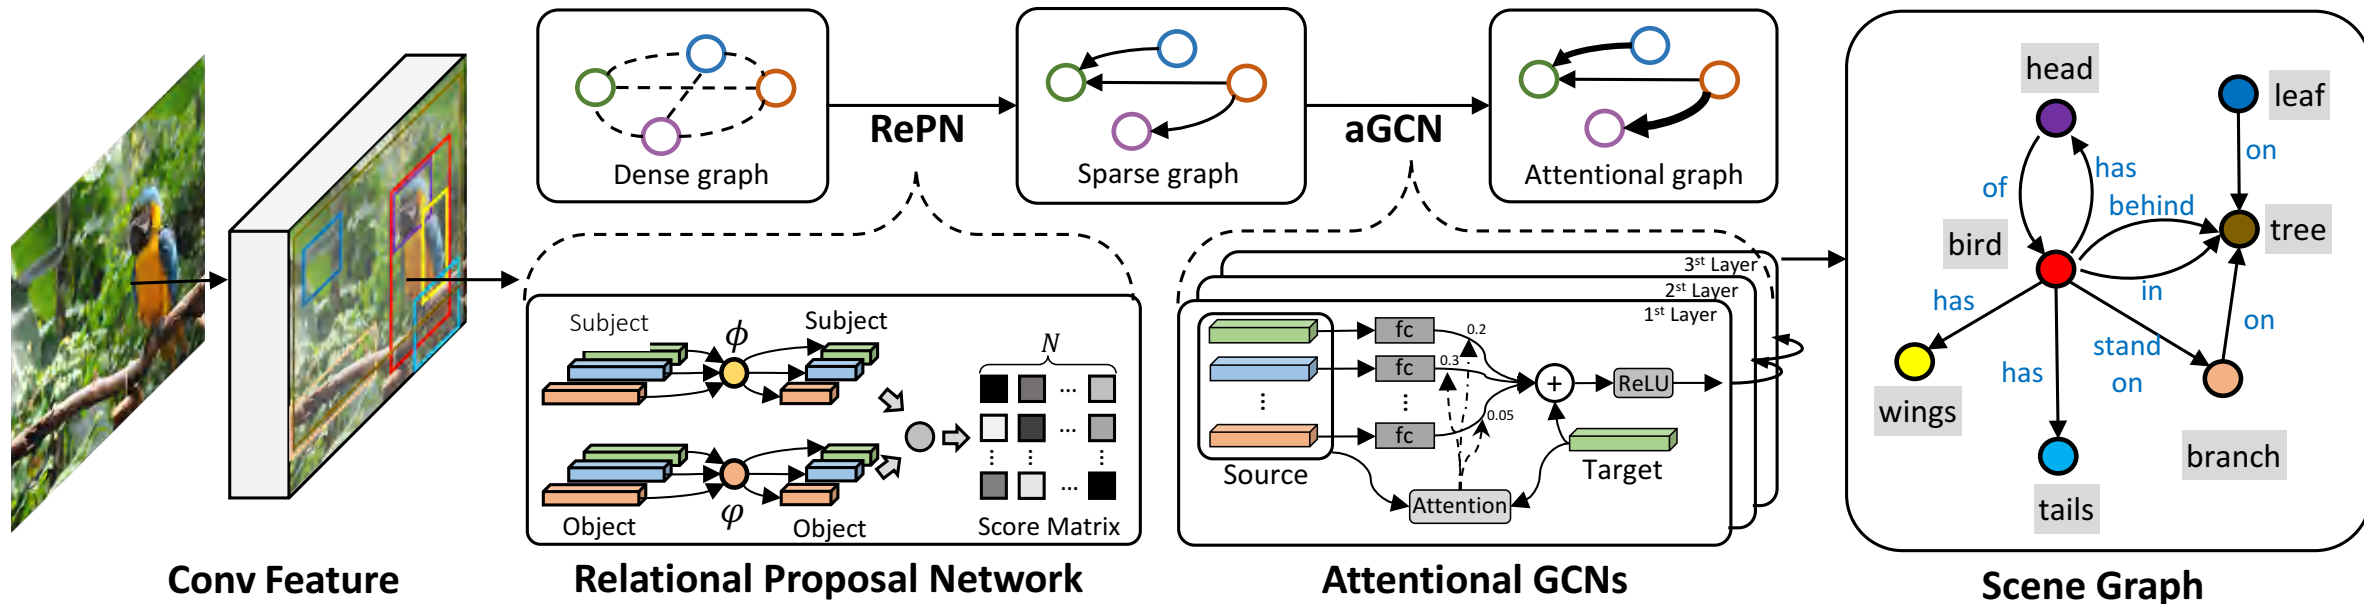 Dense graph
RePN
Sparse graph
aGCN
Attentional graph
Subject
ϕ
Subject
Object
φ
Object
N
...
...
...
Score Matrix
3st Layer
2st Layer
1st Layer
fc
0.2
fc
0.3
fc
0.05
+
ReLU
Source
Target
Attention
head
leaf
has
on
of
behind
bird
tree
in
has
on
stand
on
has
wings
branch
tails
Conv Feature
Relational Proposal Network
Attentional GCNs
Scene Graph